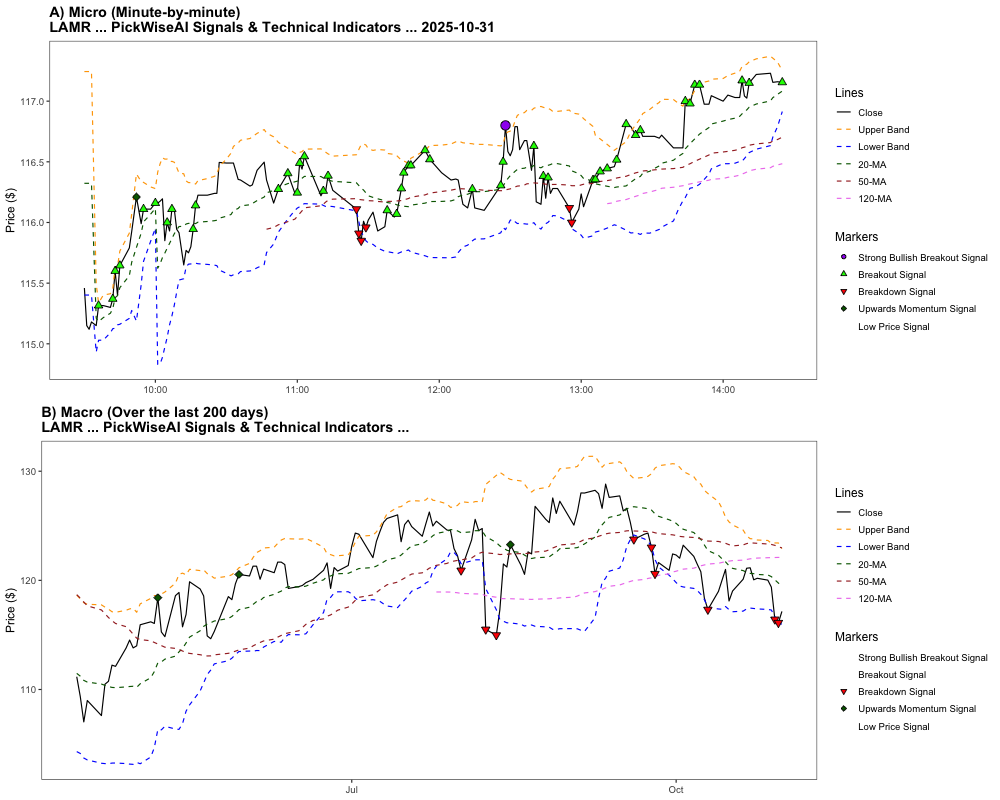 A) Micro (Minute-by-minute)
LAMR ... PickWiseAI Signals & Technical Indicators ... 2025-10-31
Price ($)
117.0
116.5
116.0
115.5
115.0
10:00
11:00
12:00
13:00
14:00
Lines
Close
Upper Band
Lower Band
20-MA
50-MA
120-MA
Markers
Strong Bullish Breakout Signal
Breakout Signal
Breakdown Signal
Upwards Momentum Signal
Low Price Signal
B) Macro (Over the last 200 days)
LAMR ... PickWiseAI Signals & Technical Indicators ...
Price ($)
130
120
110
Jul
Oct
Lines
Close
Upper Band
Lower Band
20-MA
50-MA
120-MA
Markers
Strong Bullish Breakout Signal
Breakout Signal
Breakdown Signal
Upwards Momentum Signal
Low Price Signal